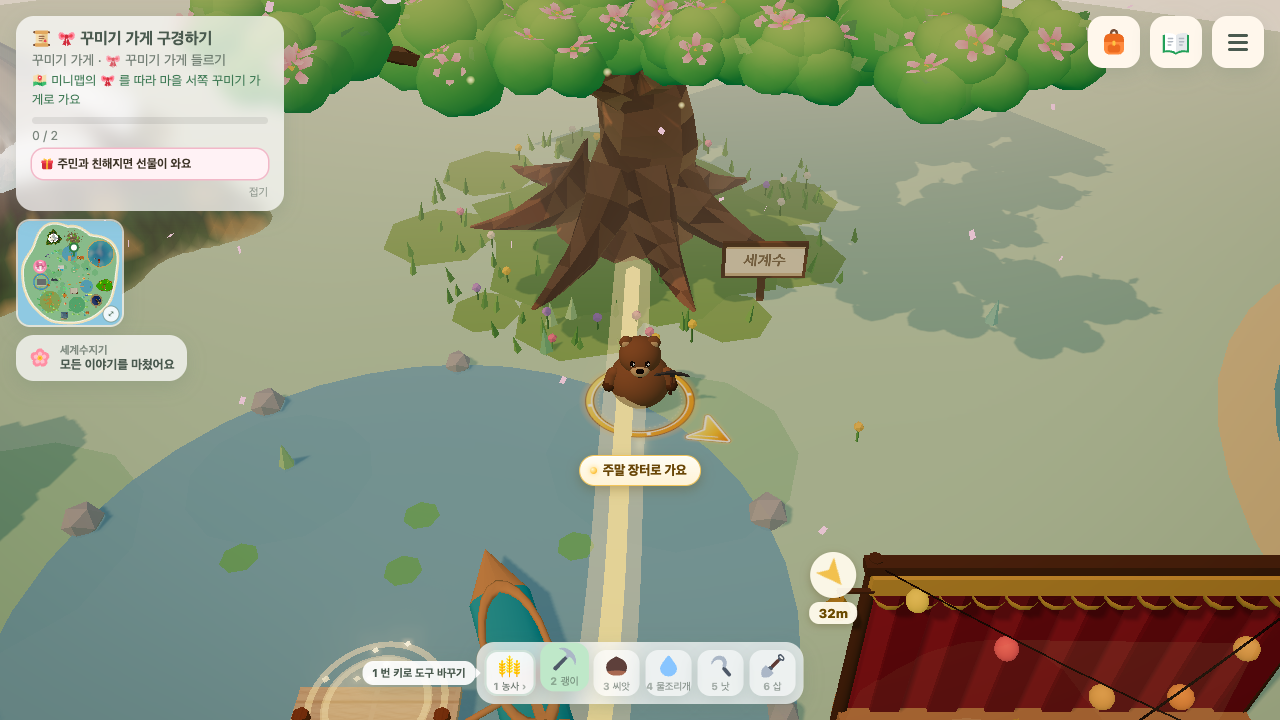 꾸미기 가게 구경하기
꾸미기 가게 · 꾸미기 가게 들르기
미니맵의 를 따라 마을 서쪽 꾸미기 가
게로 가요
0 / 2
주민과 친해지면 선물이 와요
접기
세계수지기
모든 이야기를 마쳤어요
세계수
주말 장터로 가요
32m
1 번 키로 도구 바꾸기
1 농사 ›
2 괭이
3 씨앗
4 물조리개
5 낫
6 삽